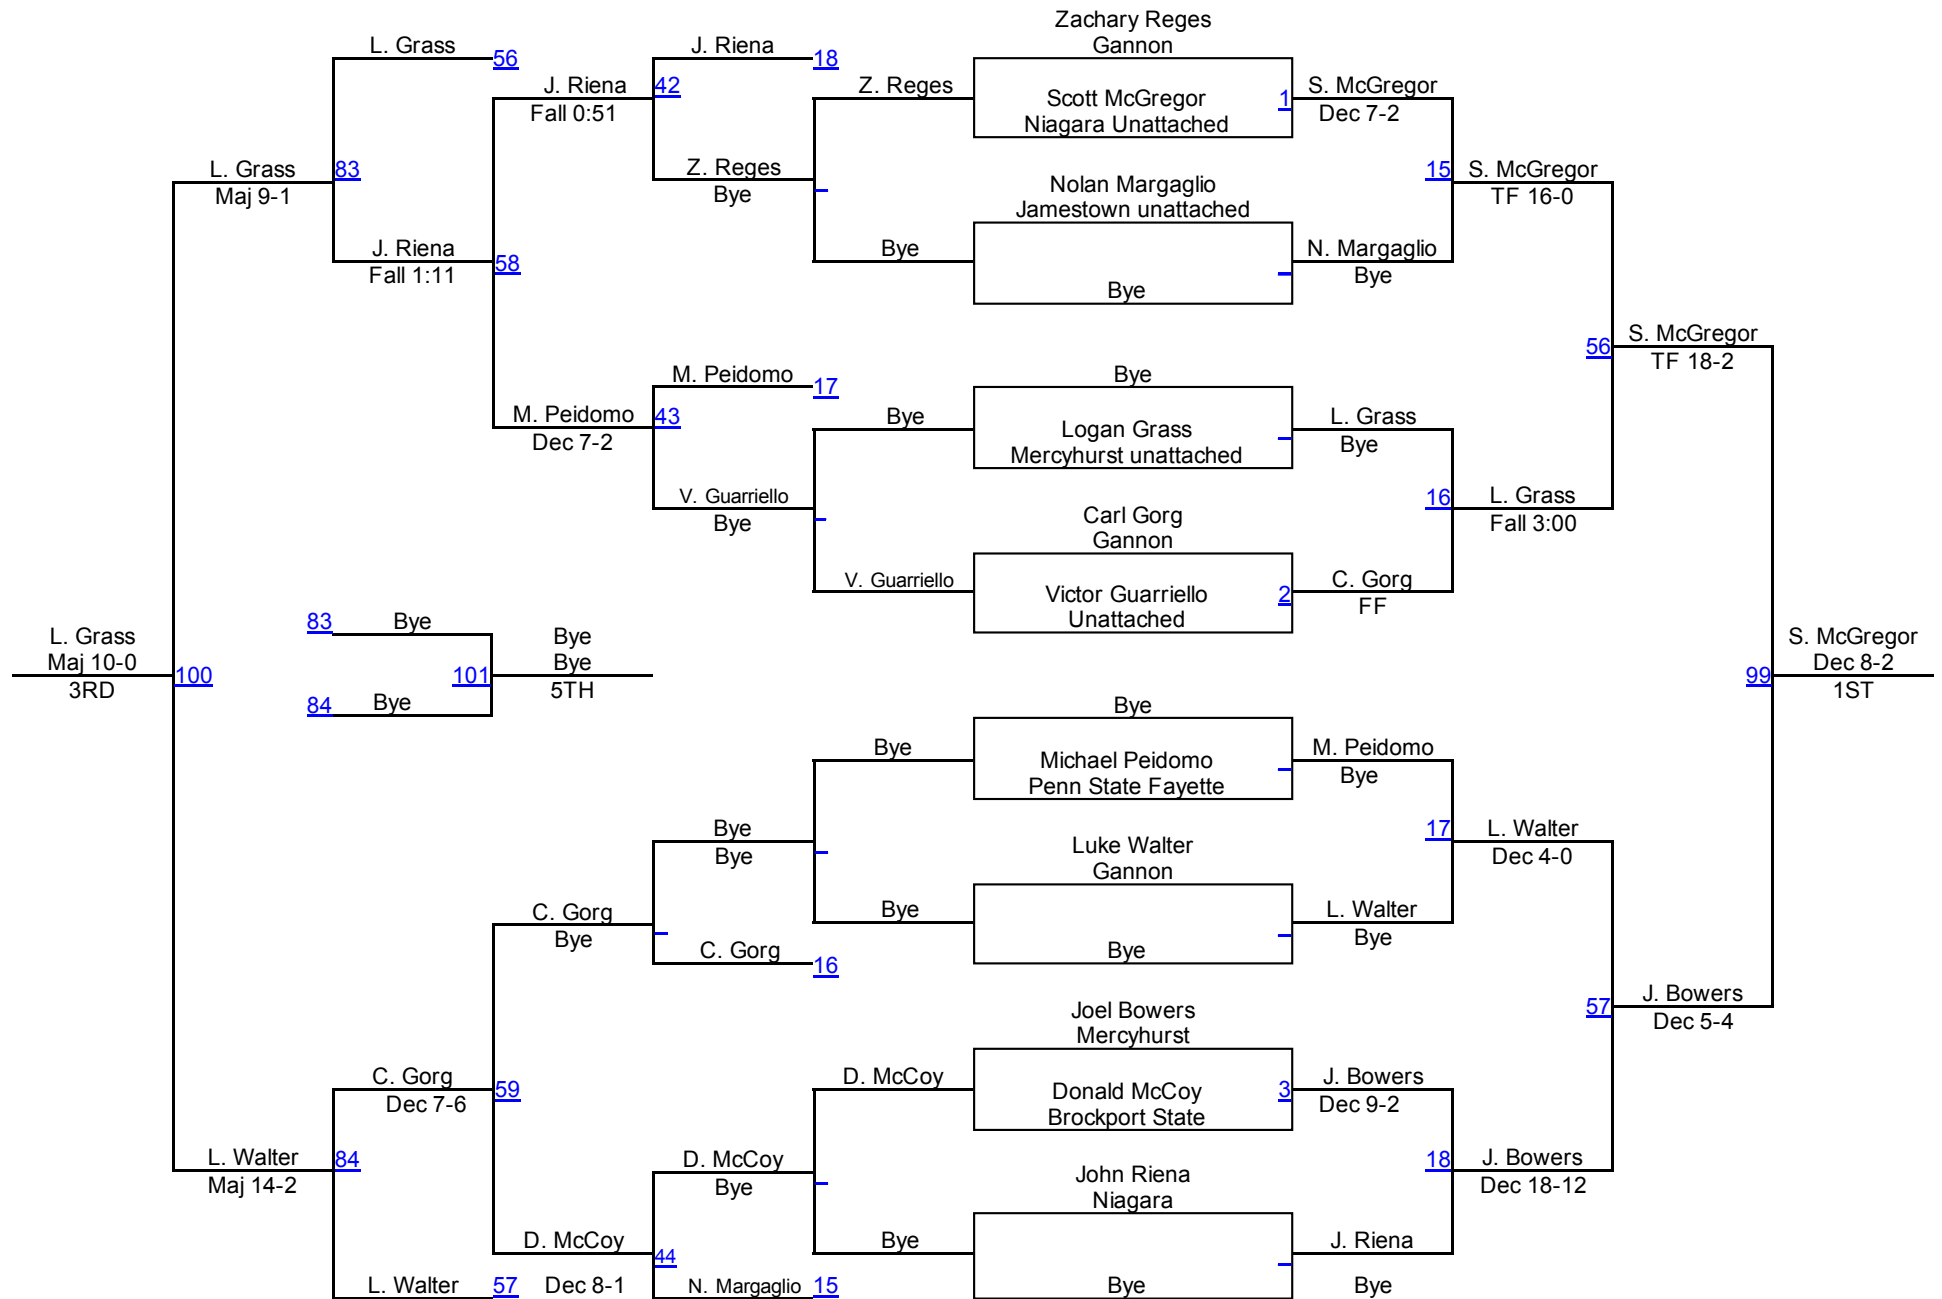 Zachary Reges
L. Grass
J. Riena
Gannon
56
18
J. Riena
42
Z. Reges
Scott McGregor
1
S. McGregor
Fall 0:51
Niagara Unattached
Dec 7-2
L. Grass
83
Z. Reges
15
S. McGregor
Maj 9-1
Bye
Nolan Margaglio
TF 16-0
Jamestown unattached
J. Riena
58
Bye
N. Margaglio
Fall 1:11
Bye
Bye
56
S. McGregor
TF 18-2
M. Peidomo
17
Bye
M. Peidomo
43
Bye
Logan Grass
L. Grass
Dec 7-2
Mercyhurst unattached
Bye
V. Guarriello
16
L. Grass
Bye
Carl Gorg
Fall 3:00
Gannon
V. Guarriello
Victor Guarriello
2
C. Gorg
Unattached
FF
83
Bye
L. Grass
Bye
S. McGregor
Maj 10-0
Bye
Dec 8-2
100
101
99
3RD
5TH
1ST
84
Bye
Bye
Bye
Michael Peidomo
M. Peidomo
Penn State Fayette
Bye
Bye
17
L. Walter
Bye
Luke Walter
Dec 4-0
Gannon
C. Gorg
Bye
L. Walter
Bye
Bye
Bye
C. Gorg
16
57
J. Bowers
Joel Bowers
Dec 5-4
Mercyhurst
C. Gorg
59
D. McCoy
Donald McCoy
3
J. Bowers
Dec 7-6
Brockport State
Dec 9-2
L. Walter
84
D. McCoy
18
J. Bowers
Maj 14-2
Bye
John Riena
Dec 18-12
Niagara
D. McCoy
44
Bye
J. Riena
L. Walter
57
Dec 8-1
N. Margaglio
15
Bye
Bye